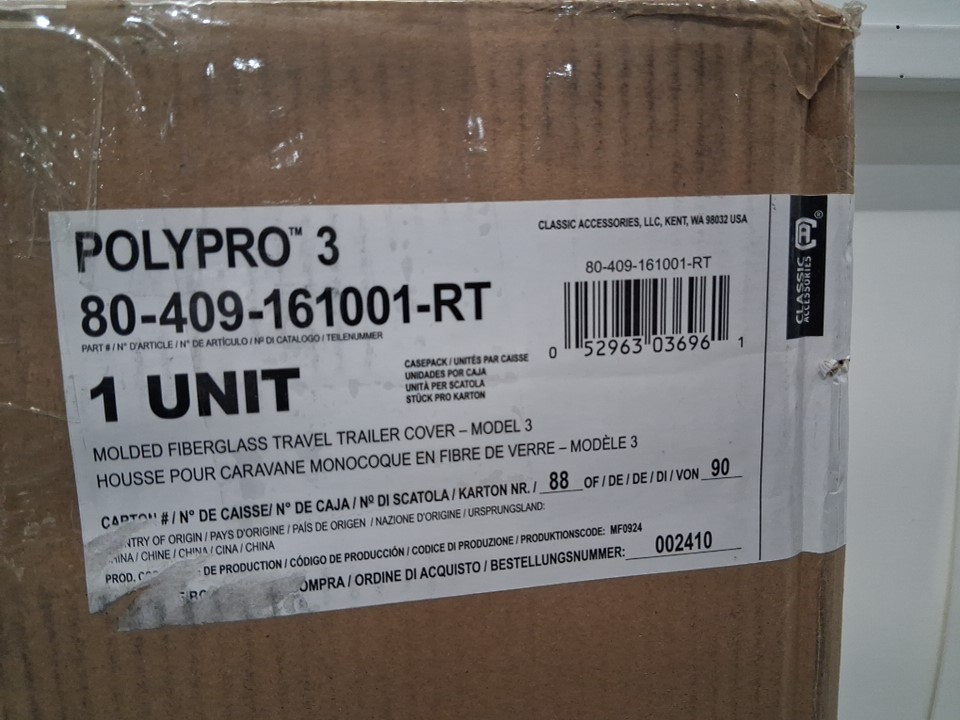 POLYPRO™ 3
CLASSIC ACCESSORIES, LLC, KENT, WA 98032 USA
80-409-161001-RT
PART # / N° D'ARTICLE / N° DE ARTÍCULO / Nº DI CATALOGO / TEILENUMMER
80-409-161001-RT
0 52963 03696 1
CLASSIC
ACCESSORIES
®
1 UNIT
CASEPACK / UNITÉS PAR CAISSE
UNIDADES POR CAJA
UNITÀ PER SCATOLA
STÜCK PRO KARTON
MOLDED FIBERGLASS TRAVEL TRAILER COVER – MODEL 3
HOUSSE POUR CARAVANE MONOCOQUE EN FIBRE DE VERRE – MODÈLE 3
CARTON # / N° DE CAISSE/ N° DE CAJA / Nº DI SCATOLA / KARTON NR. / 88 OF / DE / DE / DI / VON 90
NTRY OF ORIGIN / PAYS D'ORIGINE / PAÍS DE ORIGEN / NAZIONE D'ORIGINE / URSPRUNGSLAND:
INA / CHINE / CHINA / CINA / CHINA
PROD. DE PRODUCTION / CÓDIGO DE PRODUCCIÓN / CODICE DI PRODUZIONE / PRODUKTIONSCODE: MF0924
OMPRA / ORDINE DI ACQUISTO / BESTELLUNGSNUMMER: 002410